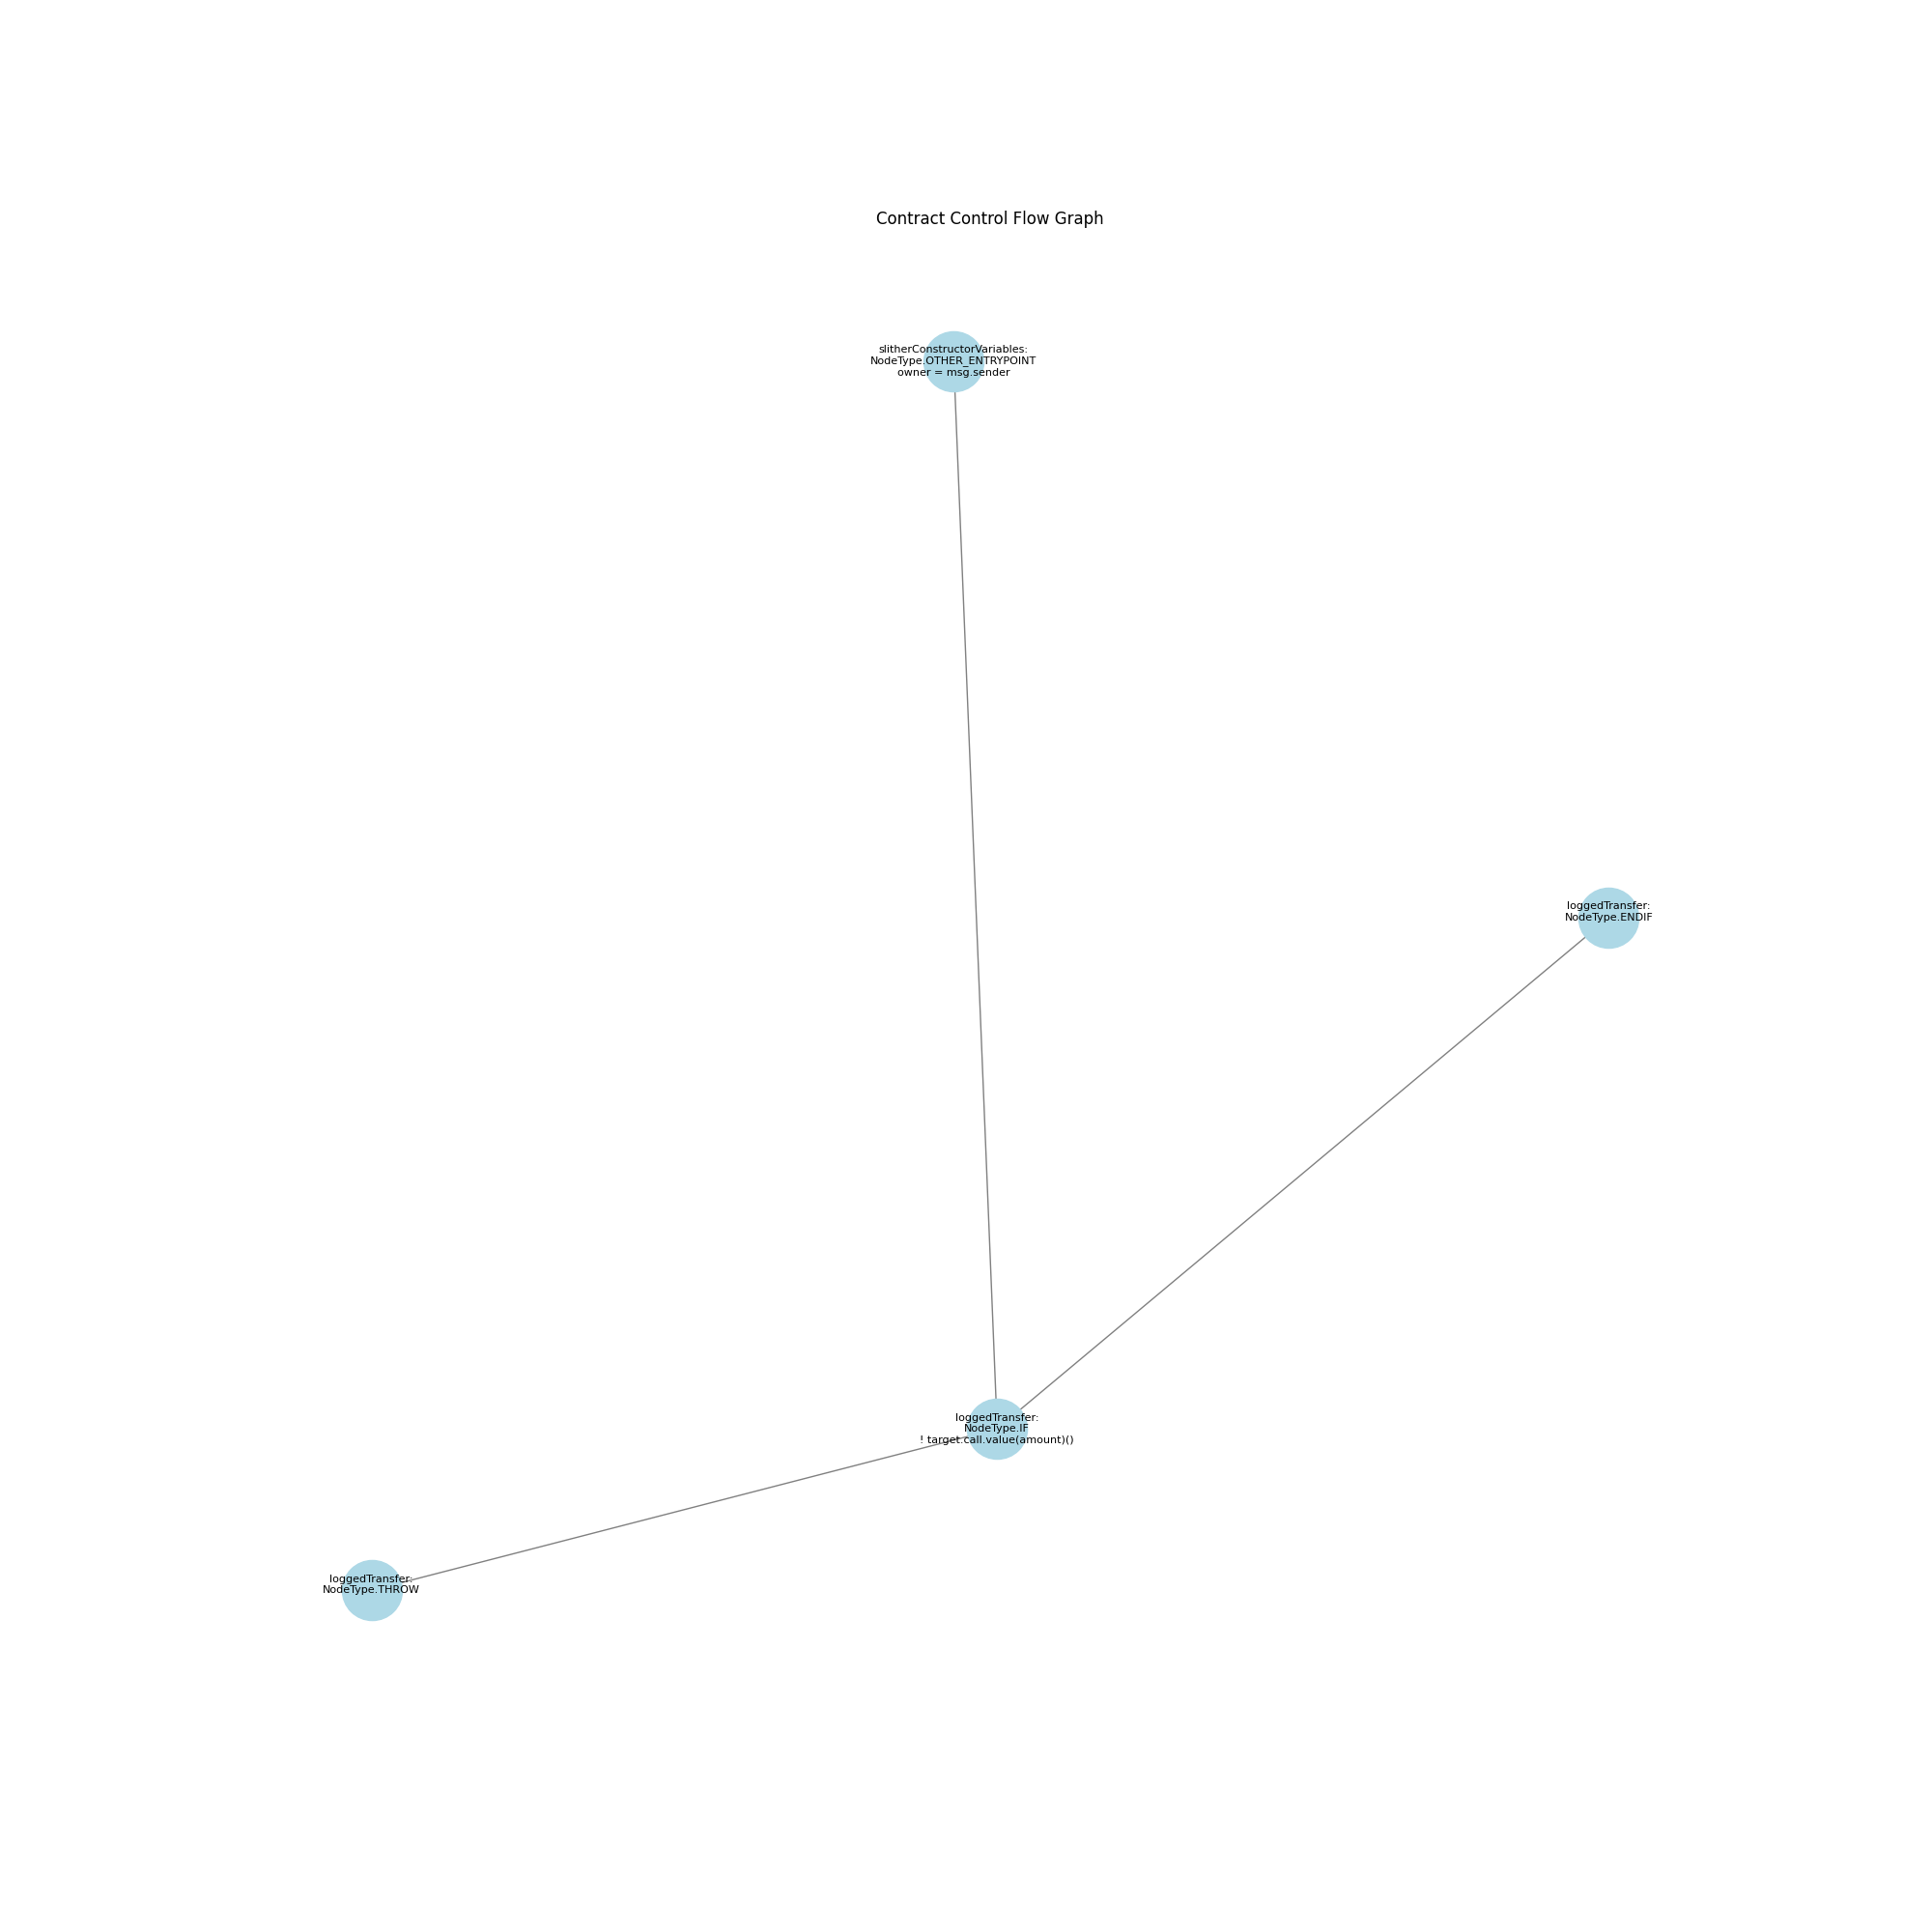 Contract Control Flow Graph
slitherConstructorVariables:
NodeType.OTHER_ENTRYPOINT
owner = msg.sender
loggedTransfer:
NodeType.ENDIF
loggedTransfer:
NodeType.IF
! target.call.value(amount)()
loggedTransfer:
NodeType.THROW